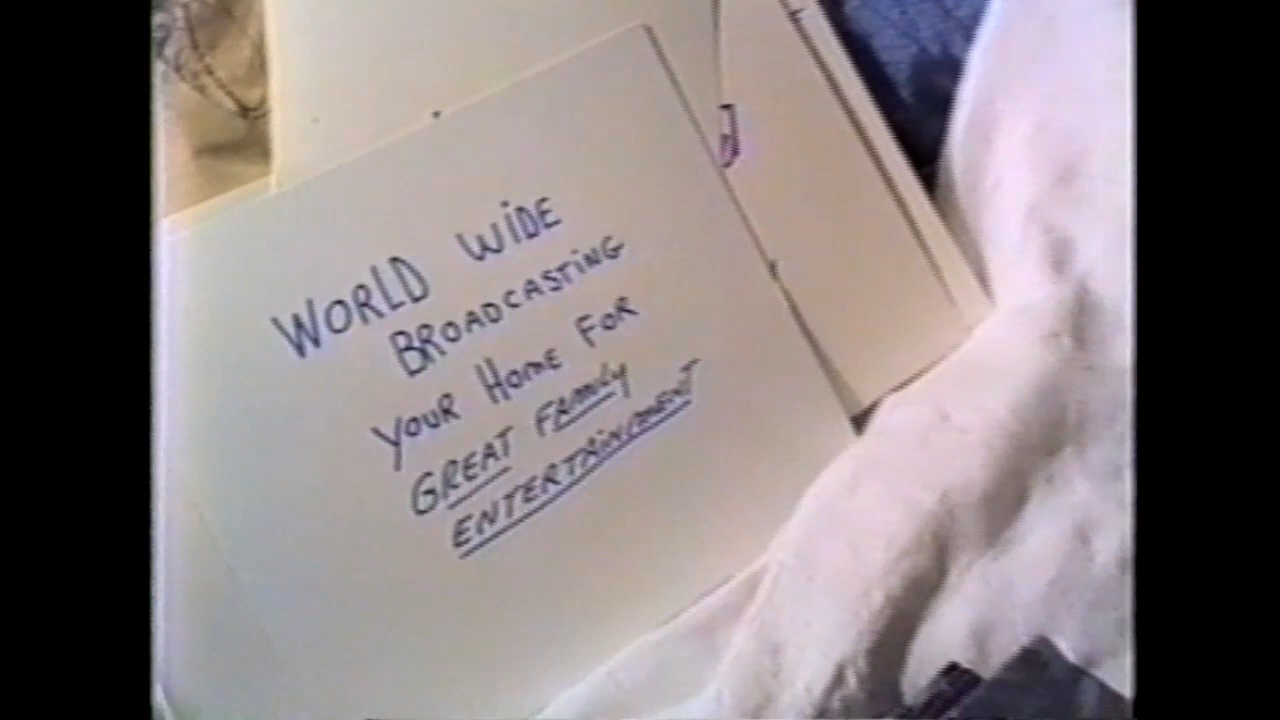 WORLD WiDE
BROADCASTiNG
YOUR HOME FOR
GREAT FAMiLy
ENTERTAiNMENT